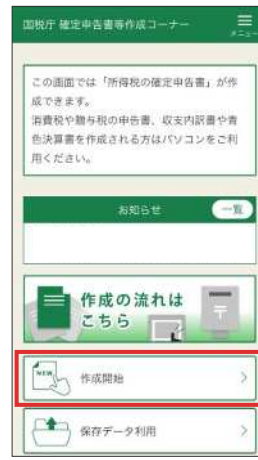 国税庁 確定申告書等作成コーナー
メニュー
この画面では「所得税の確定申告書」が作
成できます。
消費税や贈与税の申告書、収支内訳書や青
色決算書を作成される方はパソコンをご利
用ください。
お知らせ
一覧
作成の流れは
こちら
NEW
作成開始
保存データ利用